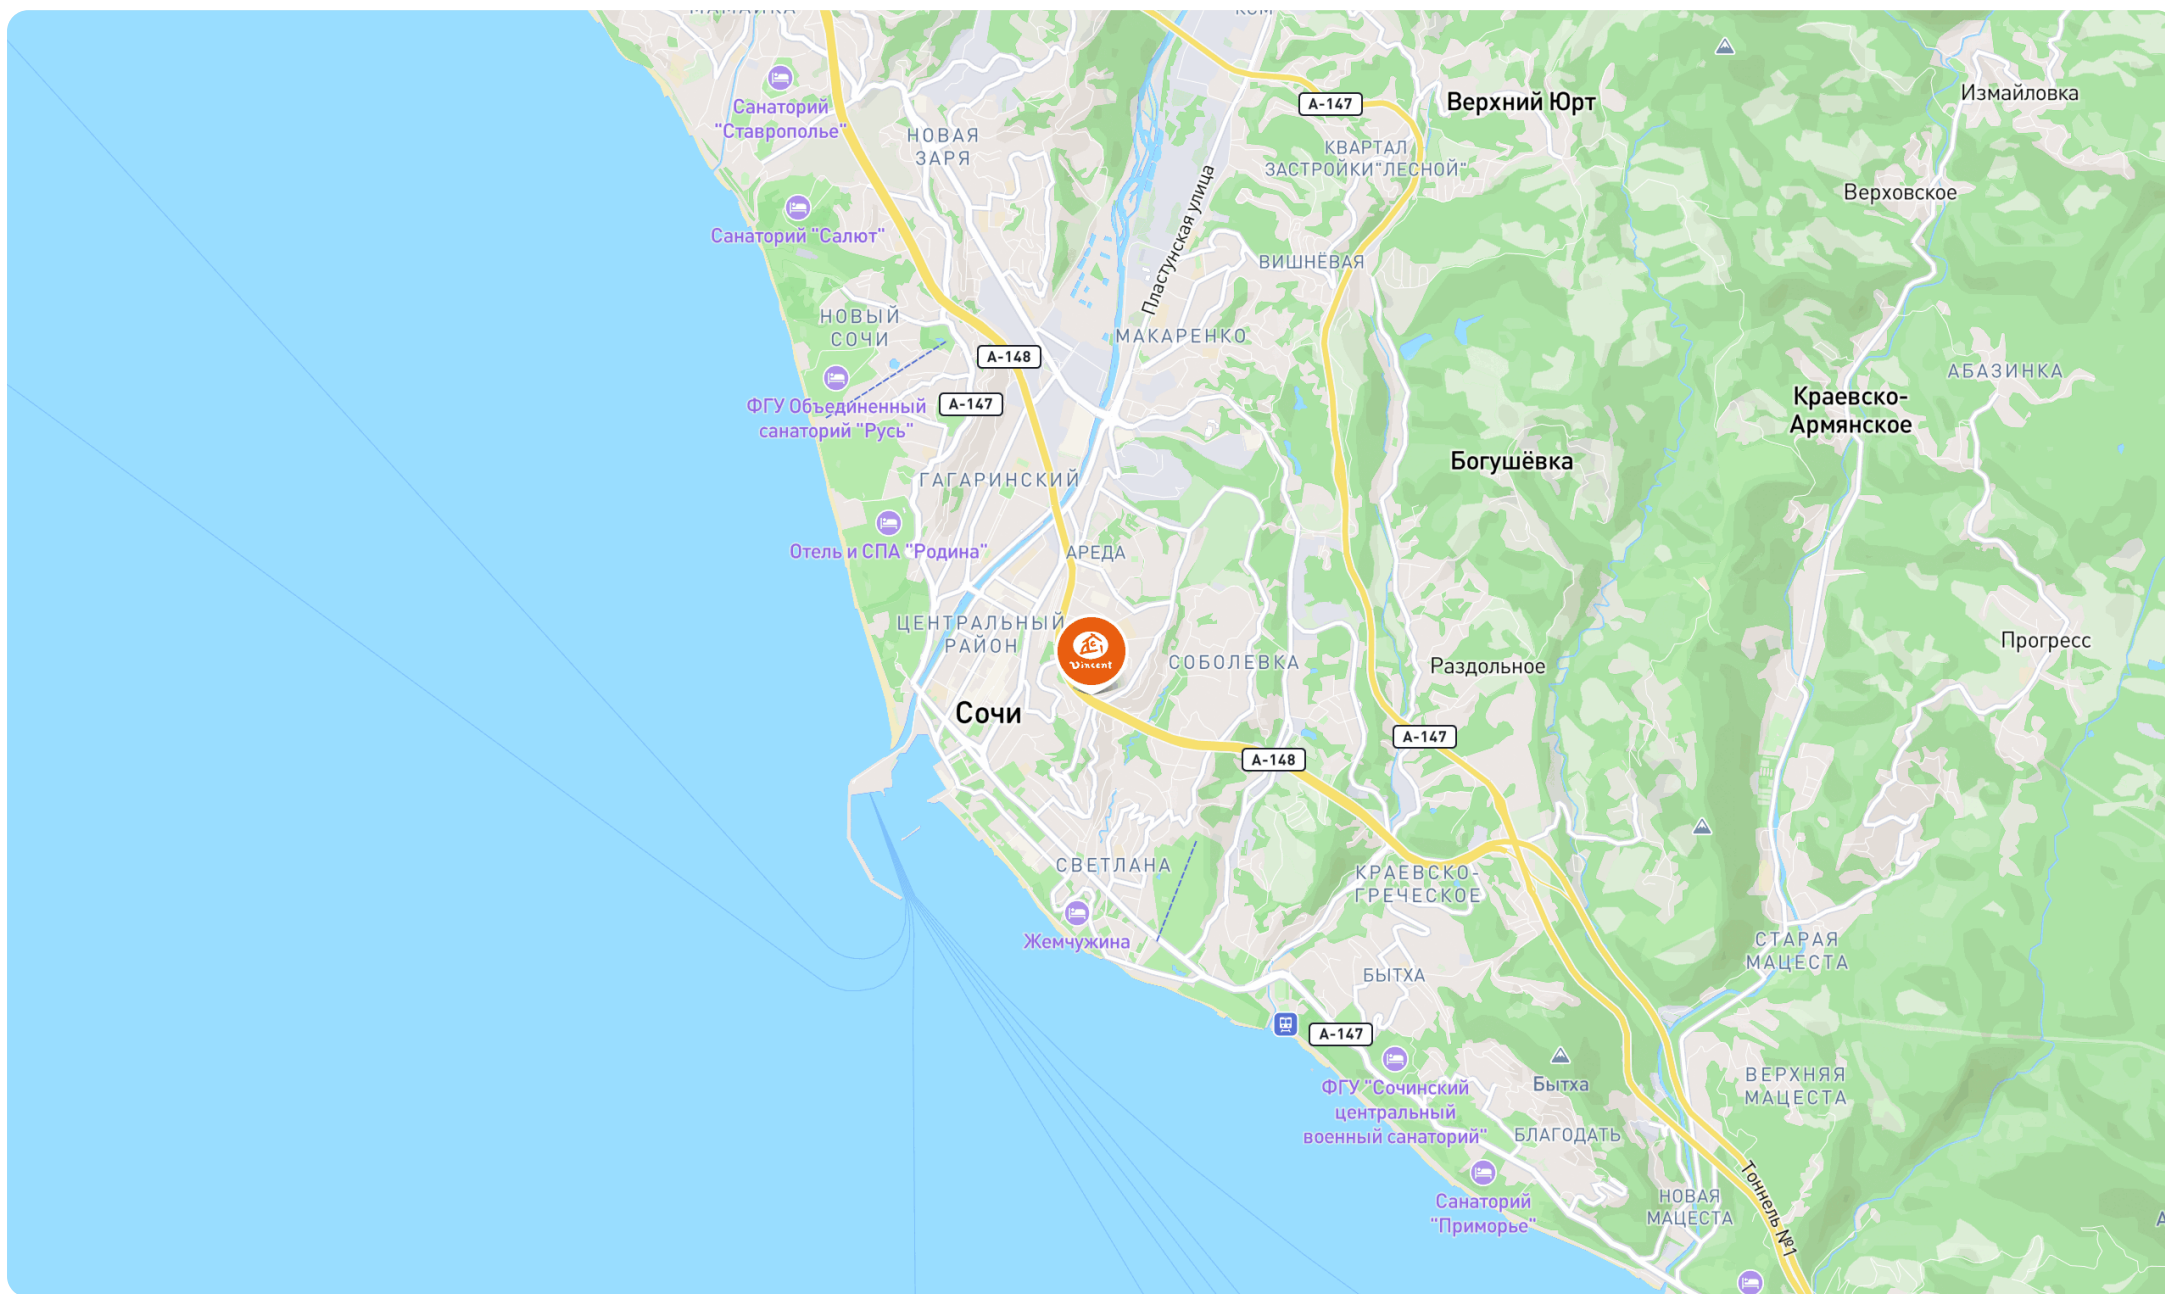 МАМАЙКА
КСМ
Санаторий
"Ставрополье"
А-147
Верхний Юрт
Измайловка
НОВАЯ
ЗАРЯ
КВАРТАЛ
ЗАСТРОЙКИ"ЛЕСНОЙ"
Верховское
Санаторий "Салют"
Пластунская улица
ВИШНЁВАЯ
НОВЫЙ
СОЧИ
МАКАРЕНКО
А-148
АБАЗИНКА
ФГУ Объединенный
санаторий "Русь"
А-147
Краевско-
Армянское
Богушёвка
ГАГАРИНСКИЙ
Отель и СПА "Родина"
АРЕДА
ЦЕНТРАЛЬНЫЙ
РАЙОН
Vincent
СОБОЛЕВКА
Раздольное
Прогресс
Сочи
А-147
А-148
СВЕТЛАНА
КРАЕВСКО-
ГРЕЧЕСКОЕ
Жемчужина
СТАРАЯ
МАЦЕСТА
БЫТХА
А-147
ФГУ "Сочинский
центральный
военный санаторий"
Бытха
ВЕРХНЯЯ
МАЦЕСТА
БЛАГОДАТЬ
Санаторий
"Приморье"
НОВАЯ
МАЦЕСТА
Тоннель №1